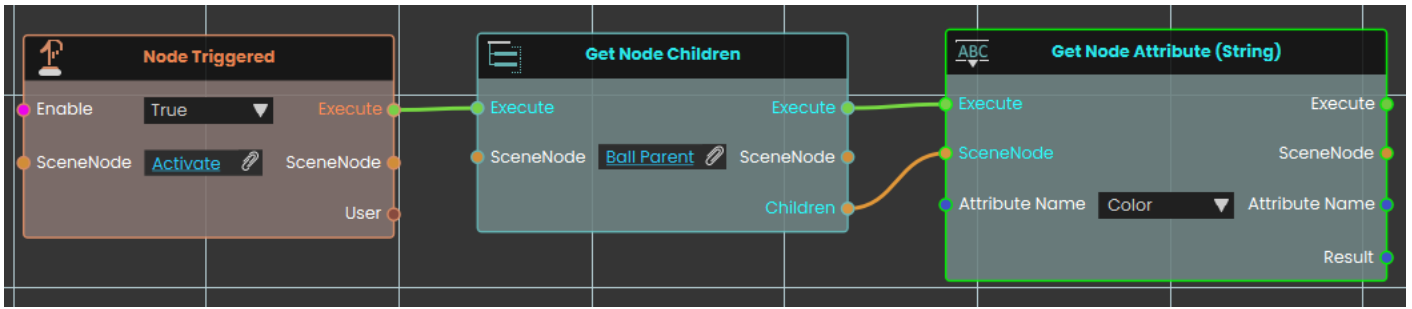 Node Triggered
Enable True Execute
SceneNode Activate SceneNode
User
Get Node Children
Execute Execute
SceneNode Ball Parent SceneNode
Children
ABC Get Node Attribute (String)
Execute Execute
SceneNode SceneNode
Attribute Name Color Attribute Name
Result